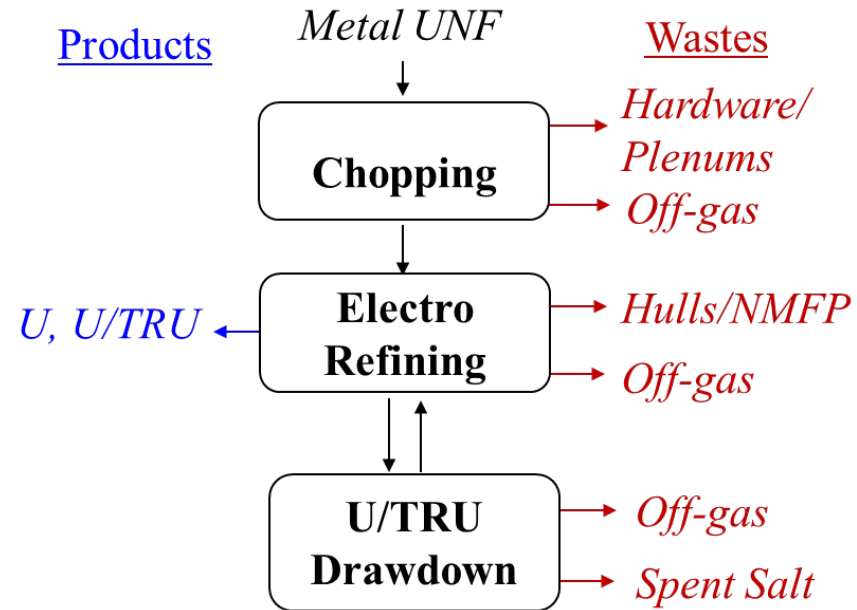 Products
Metal UNF
Wastes
Chopping
Hardware/
Plenums
Off-gas
U, U/TRU
Electro
Refining
Hulls/NMFP
Off-gas
U/TRU
Drawdown
Off-gas
Spent Salt